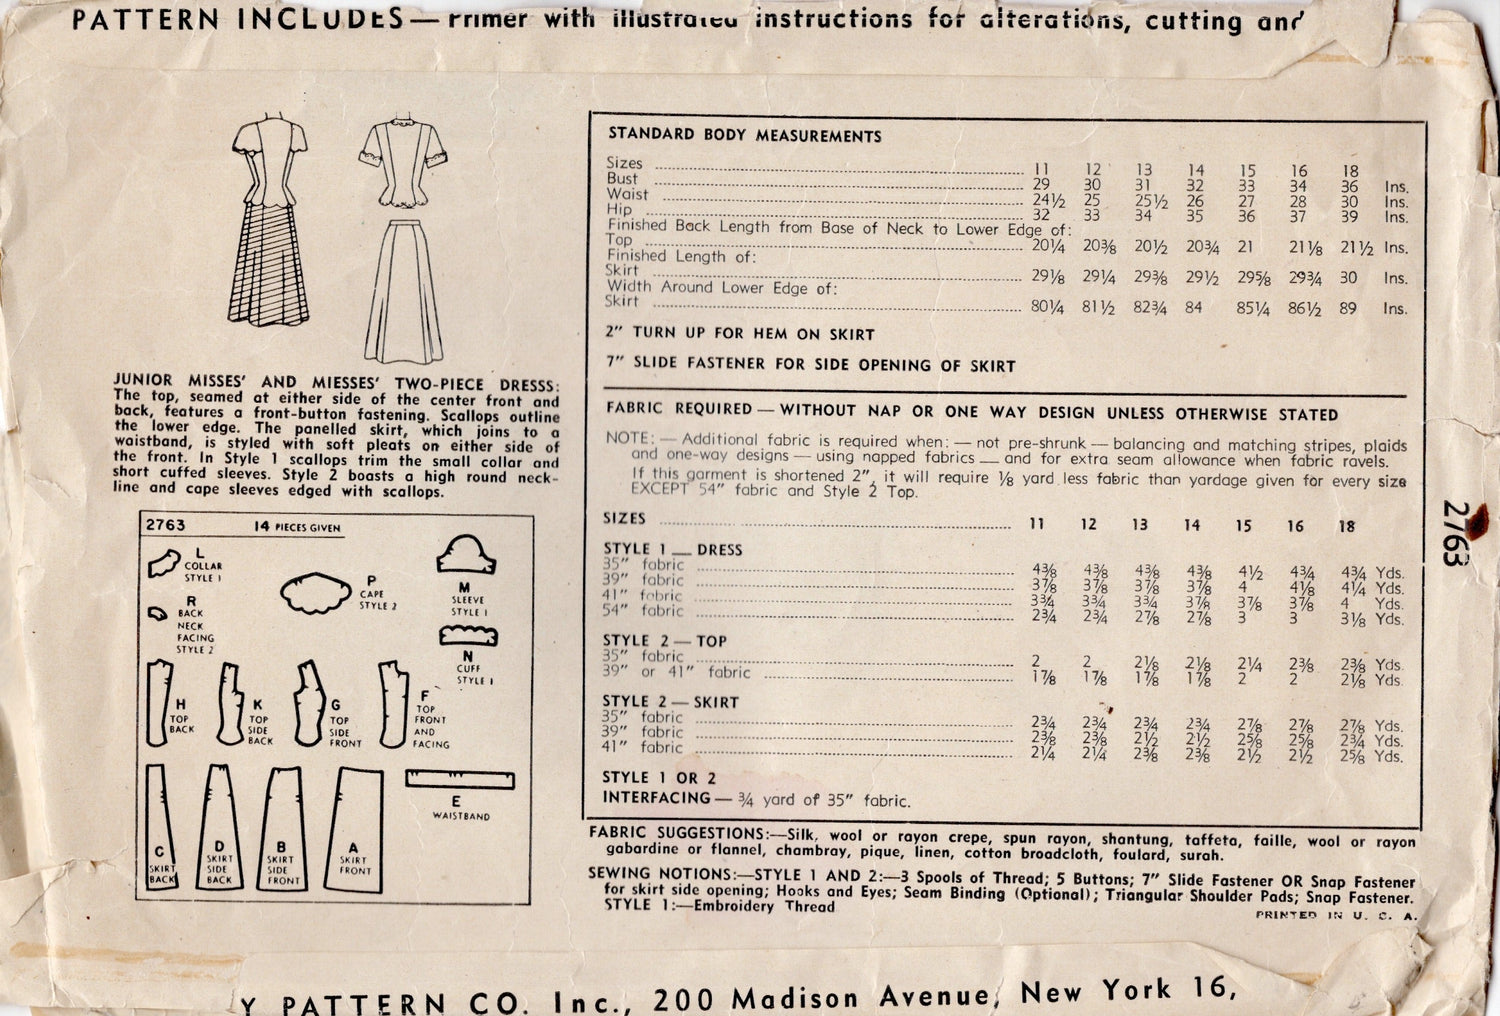 PATTERN INCLUDES — Primer with illustrated instructions for alterations, cutting and
STANDARD BODY MEASUREMENTS
Sizes 11 12 13 14 15 16 18
Bust 29 30 31 32 33 34 36 Ins.
Waist 24½ 25 25½ 26 27 28 30 Ins.
Hip 32 33 34 35 36 37 39 Ins.
Finished Back Length from Base of Neck to Lower Edge of:
Top 20¼ 20⅜ 20½ 20¾ 21 21⅛ 21½ Ins.
Finished Length of:
Skirt 29⅛ 29¼ 29⅜ 29½ 29⅝ 29¾ 30 Ins.
Width Around Lower Edge of:
Skirt 80¼ 81½ 82¾ 84 85¼ 86½ 89 Ins.
2" TURN UP FOR HEM ON SKIRT
7" SLIDE FASTENER FOR SIDE OPENING OF SKIRT
JUNIOR MISSES' AND MIESSES' TWO-PIECE DRESSS:
The top, seamed at either side of the center front and
back, features a front-button fastening. Scallops outline
the lower edge. The panelled skirt, which joins to a
waistband, is styled with soft pleats on either side of
the front. In Style 1 scallops trim the small collar and
short cuffed sleeves. Style 2 boasts a high round neck-
line and cape sleeves edged with scallops.
FABRIC REQUIRED — WITHOUT NAP OR ONE WAY DESIGN UNLESS OTHERWISE STATED
NOTE: — Additional fabric is required when: — not pre-shrunk — balancing and matching stripes, plaids
and one-way designs — using napped fabrics — and for extra seam allowance when fabric ravels.
If this garment is shortened 2", it will require ⅛ yard less fabric than yardage given for every size
EXCEPT 54" fabric and Style 2 Top.
SIZES 11 12 13 14 15 16 18
STYLE 1 — DRESS
35" fabric 4⅜ 4⅜ 4⅜ 4⅜ 4½ 4¾ 4¾ Yds.
39" fabric 3⅞ 3⅞ 3⅞ 3⅞ 4 4⅛ 4¼ Yds.
41" fabric 3¾ 3¾ 3¾ 3⅞ 3⅞ 3⅞ 4 Yds.
54" fabric 2¾ 2¾ 2⅞ 2⅞ 3 3 3⅛ Yds.
STYLE 2 — TOP
35" fabric 2 2 2⅛ 2⅛ 2¼ 2⅜ 2⅜ Yds.
39" or 41" fabric 1⅞ 1⅞ 1⅞ 1⅞ 2 2 2⅛ Yds.
STYLE 2 — SKIRT
35" fabric 2¾ 2¾ 2¾ 2¾ 2⅞ 2⅞ 2⅞ Yds.
39" fabric 2⅜ 2⅜ 2½ 2½ 2⅝ 2⅝ 2¾ Yds.
41" fabric 2¼ 2¼ 2⅜ 2⅜ 2½ 2½ 2⅝ Yds.
STYLE 1 OR 2
INTERFACING — ¾ yard of 35" fabric.
2763
2763 14 PIECES GIVEN
L
COLLAR
STYLE 1
R
BACK
NECK
FACING
STYLE 2
P
CAPE
STYLE 2
M
SLEEVE
STYLE 1
N
CUFF
STYLE 1
H
TOP
BACK
K
TOP
SIDE
BACK
G
TOP
SIDE
FRONT
F
TOP
FRONT
AND
FACING
C
SKIRT
BACK
D
SKIRT
SIDE
BACK
B
SKIRT
SIDE
FRONT
A
SKIRT
FRONT
E
WAISTBAND
FABRIC SUGGESTIONS:—Silk, wool or rayon crepe, spun rayon, shantung, taffeta, faille, wool or rayon
gabardine or flannel, chambray, pique, linen, cotton broadcloth, foulard, surah.
SEWING NOTIONS:—STYLE 1 AND 2:—3 Spools of Thread; 5 Buttons; 7" Slide Fastener OR Snap Fastener
for skirt side opening; Hooks and Eyes; Seam Binding (Optional); Triangular Shoulder Pads; Snap Fastener.
STYLE 1:—Embroidery Thread
PRINTED IN U. S. A.
Y PATTERN CO. Inc., 200 Madison Avenue, New York 16,